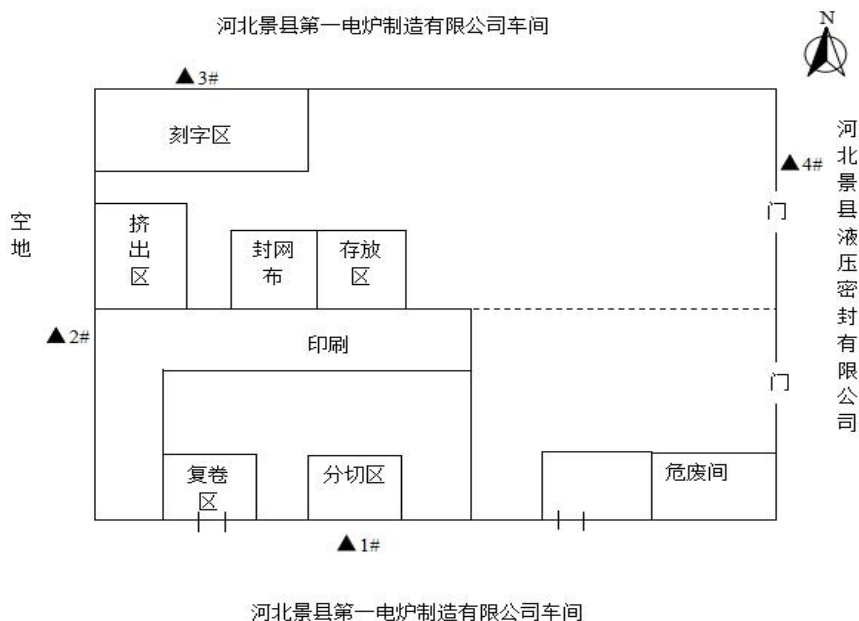 河北景县第一电炉制造有限公司车间
N
▲3#
刻字区
河北景县液压密封有限公司
▲4#
空地
挤出区
封网布
存放区
门
▲2#
印刷
门
复卷区
分切区
危废间
▲1#
河北景县第一电炉制造有限公司车间